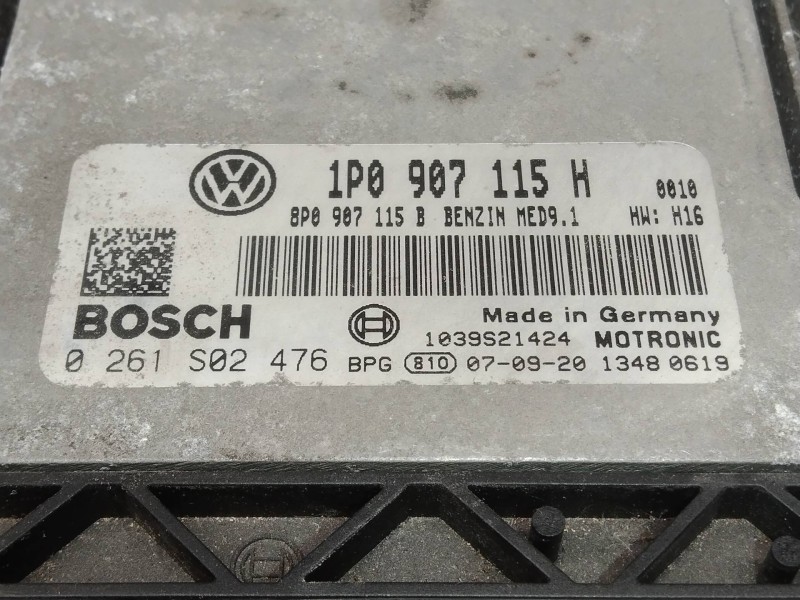 1P0 907 115 H 0010
8P0 907 115 B BENZIN MED9.1 HW: H16
BOSCH Made in Germany
1039S21424 MOTRONIC
0 261 S02 476 BPG 810 07-09-20 1348 0619